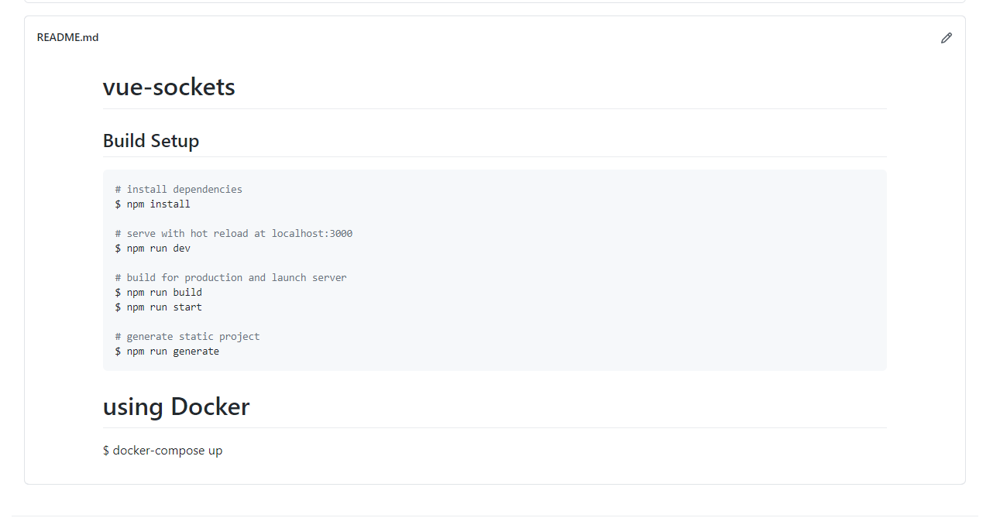 README.md
vue-sockets
Build Setup
# install dependencies
$ npm install
# serve with hot reload at localhost:3000
$ npm run dev
# build for production and launch server
$ npm run build
$ npm run start
# generate static project
$ npm run generate
using Docker
$ docker-compose up